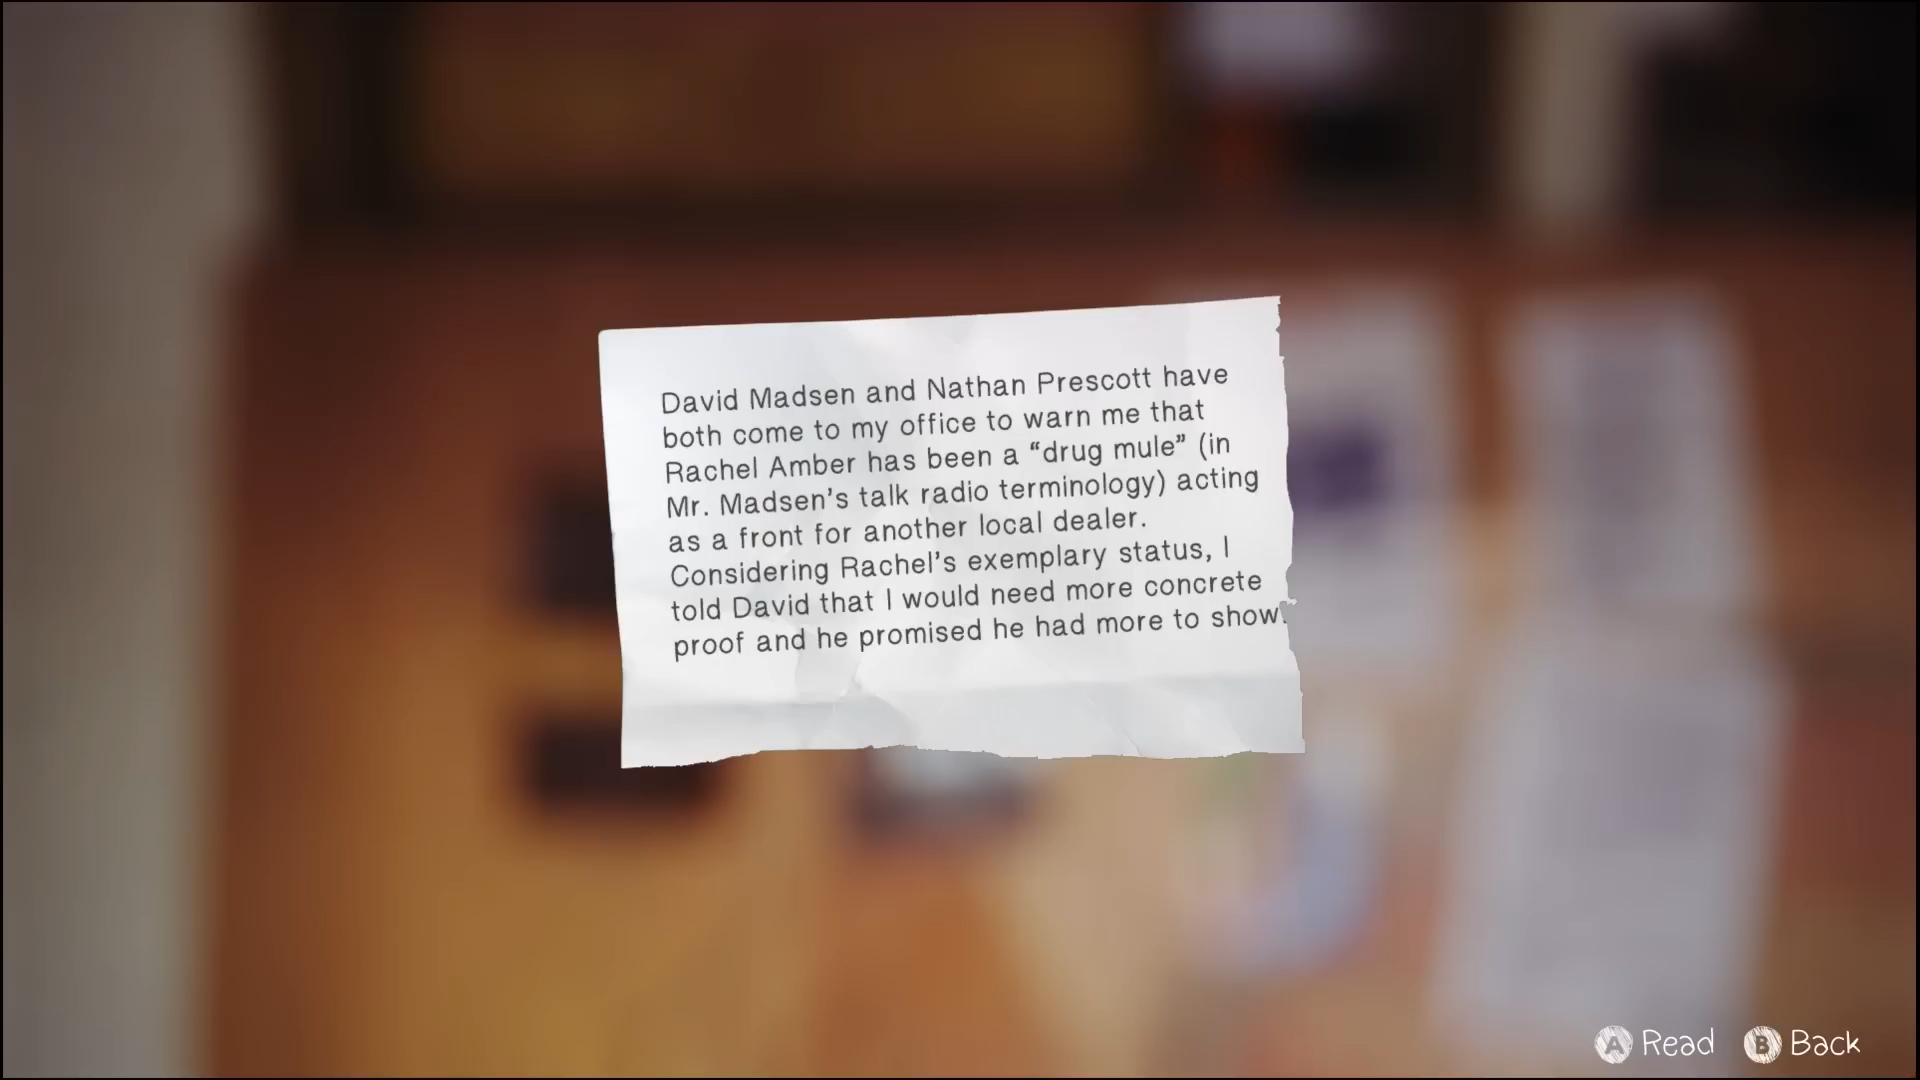 David Madsen and Nathan Prescott have
both come to my office to warn me that
Rachel Amber has been a “drug mule” (in
Mr. Madsen’s talk radio terminology) acting
as a front for another local dealer.
Considering Rachel’s exemplary status, I
told David that I would need more concrete
proof and he promised he had more to show.
A Read B Back